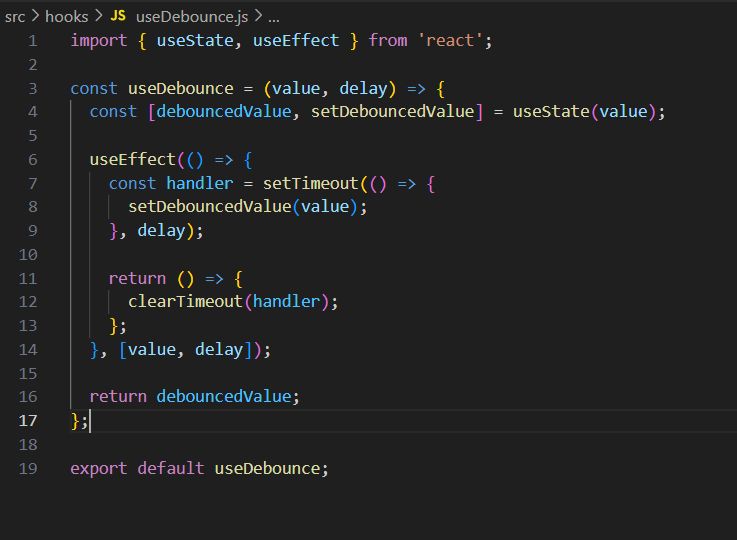 src > hooks > JS useDebounce.js > ...
1 import { useState, useEffect } from 'react';
2
3 const useDebounce = (value, delay) => {
4   const [debouncedValue, setDebouncedValue] = useState(value);
5
6   useEffect(() => {
7     const handler = setTimeout(() => {
8       setDebouncedValue(value);
9     }, delay);
10
11     return () => {
12       clearTimeout(handler);
13     };
14   }, [value, delay]);
15
16   return debouncedValue;
17 };
18
19 export default useDebounce;